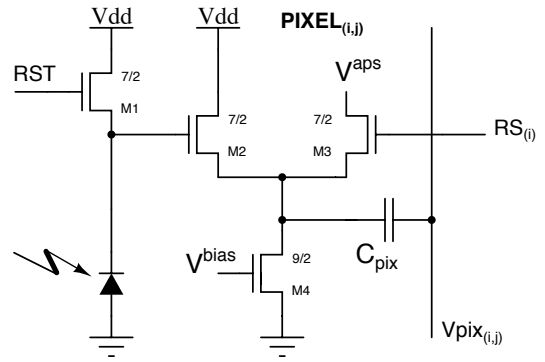 Vdd
Vdd
PIXEL(i,j)
RST
7/2
M1
Vaps
7/2
M2
7/2
M3
RS(i)
Vbias
9/2
M4
Cpix
Vpix(i,j)